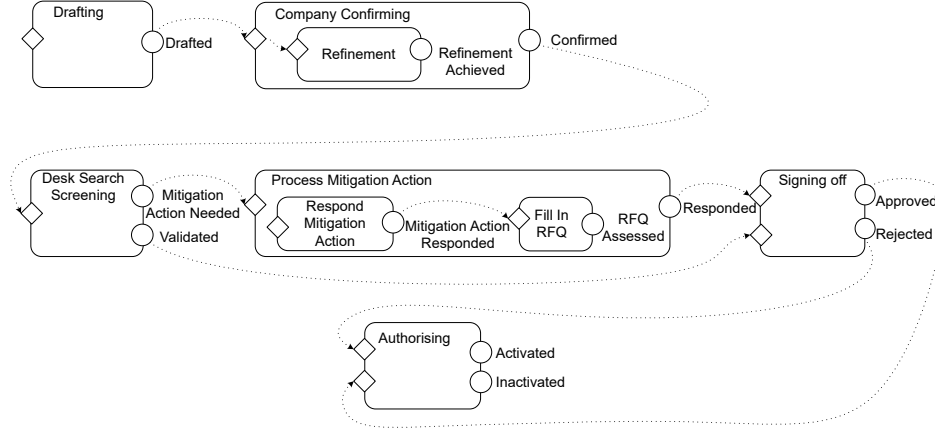 Drafting
Drafted
Company Confirming
Refinement
Refinement
Achieved
Confirmed
Desk Search
Screening
Mitigation
Action Needed
Validated
Process Mitigation Action
Respond
Mitigation
Action
Mitigation Action
Responded
Fill In
RFQ
RFQ
Assessed
Responded
Signing off
Approved
Rejected
Authorising
Activated
Inactivated